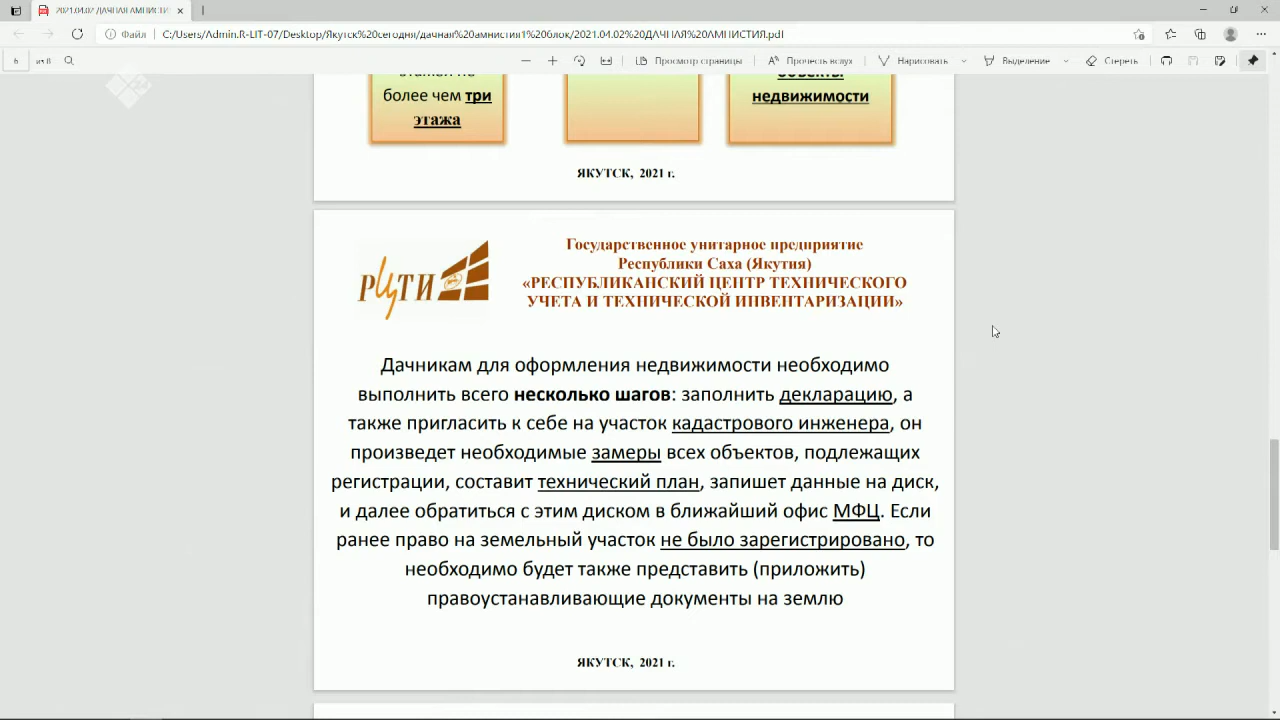 2021.04.02 ДАЧНАЯ АМНИСТИ
Файл
C:/Users/Admin.R-LIT-07/Desktop/Якутск%20сегодня/дачная%20амнистия1%20блок/2021.04.02%20ДАЧНАЯ%20АМНИСТИЯ.pdf
6
из 8
Просмотр страницы
Прочесть вслух
Нарисовать
Выделение
Стереть
более чем три
этажа
объекты
недвижимости
ЯКУТСК, 2021 г.
РЦТИ
Государственное унитарное предприятие
Республики Саха (Якутия)
«РЕСПУБЛИКАНСКИЙ ЦЕНТР ТЕХНИЧЕСКОГО
УЧЕТА И ТЕХНИЧЕСКОЙ ИНВЕНТАРИЗАЦИИ»
Дачникам для оформления недвижимости необходимо
выполнить всего несколько шагов: заполнить декларацию, а
также пригласить к себе на участок кадастрового инженера, он
произведет необходимые замеры всех объектов, подлежащих
регистрации, составит технический план, запишет данные на диск,
и далее обратиться с этим диском в ближайший офис МФЦ. Если
ранее право на земельный участок не было зарегистрировано, то
необходимо будет также представить (приложить)
правоустанавливающие документы на землю
ЯКУТСК, 2021 г.